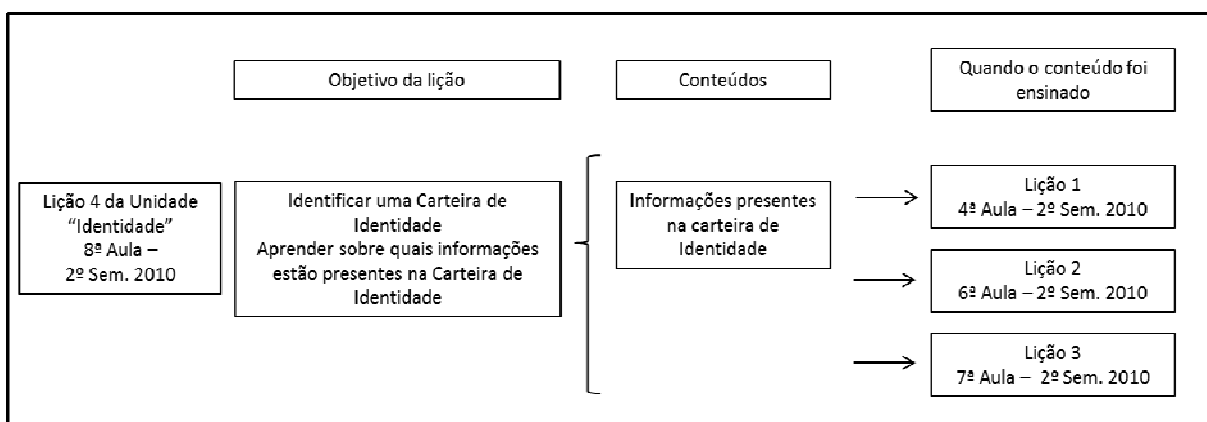 Objetivo da lição
Conteúdos
Quando o conteúdo foi
ensinado
Lição 4 da Unidade
“Identidade”
8ª Aula –
2º Sem. 2010
Identificar uma Carteira de
Identidade
Aprender sobre quais informações
estão presentes na Carteira de
Identidade
Informações presentes
na carteira de
Identidade
Lição 1
4ª Aula – 2º Sem. 2010
Lição 2
6ª Aula – 2º Sem. 2010
Lição 3
7ª Aula – 2º Sem. 2010